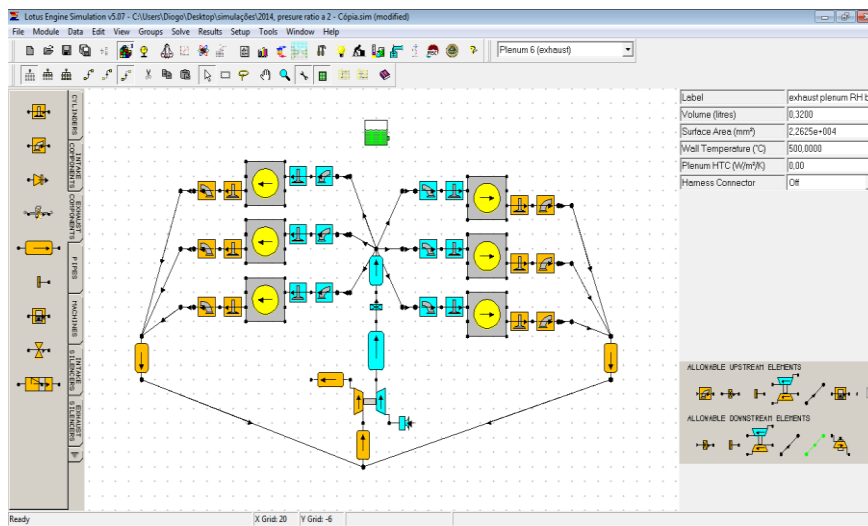 Lotus Engine Simulation v5.07 - C:\Users\Diogo\Desktop\simulações\2014, presure ratio a 2 - Cópia.sim (modified)
File Module Data Edit View Groups Solve Results Setup Tools Window Help
Plenum 6 (exhaust)
CYLINDERS
INTAKE COMPONENTS
EXHAUST COMPONENTS
PIPES
MACHINES
INTAKE SILENCERS
EXHAUST SILENCERS
Label exhaust plenum RH b
Volume (litres) 0,3200
Surface Area (mm²) 2,2625e+004
Wall Temperature (°C) 500,0000
Plenum HTC (W/m²/K) 0,00
Harness Connector Off
ALLOWABLE UPSTREAM ELEMENTS
ALLOWABLE DOWNSTREAM ELEMENTS
Ready X Grid: 20 Y Grid: -6